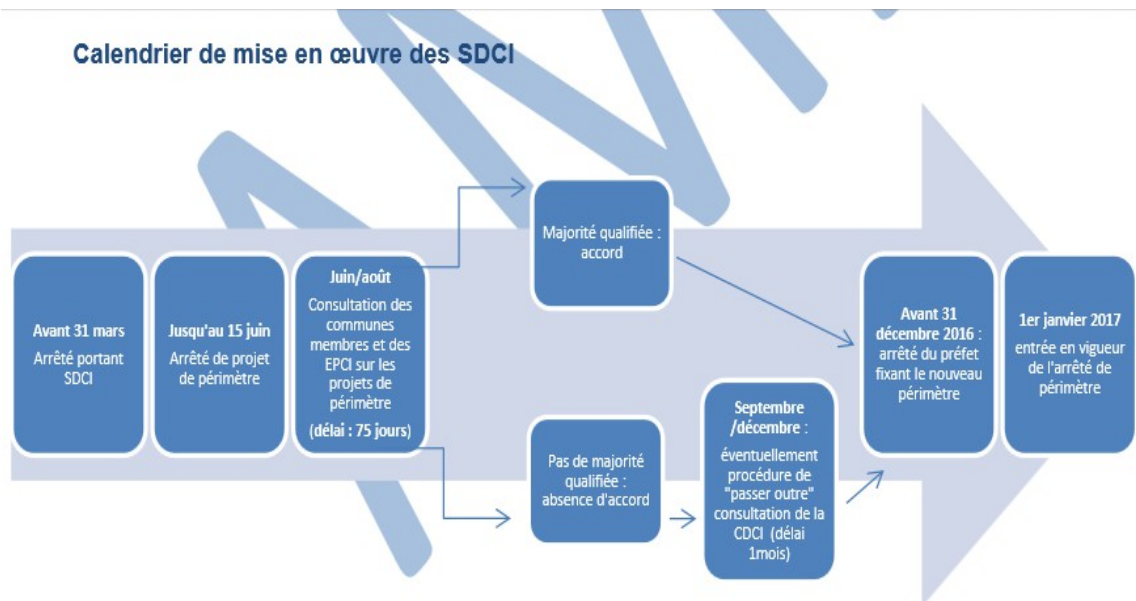 Calendrier de mise en œuvre des SDCI
Avant 31 mars
Arrêté portant
SDCI
Jusqu'au 15 juin
Arrêté de projet
de périmètre
Juin/août
Consultation des
communes
membres et des
EPCI sur les
projets de
périmètre
(délai : 75 jours)
Majorité qualifiée :
accord
Pas de majorité
qualifiée :
absence d'accord
Septembre
/décembre :
éventuellement
procédure de
"passer outre"
consultation de la
CDCI (délai
1mois)
Avant 31
décembre 2016 :
arrêté du préfet
fixant le nouveau
périmètre
1er janvier 2017
entrée en vigueur
de l'arrêté de
périmètre